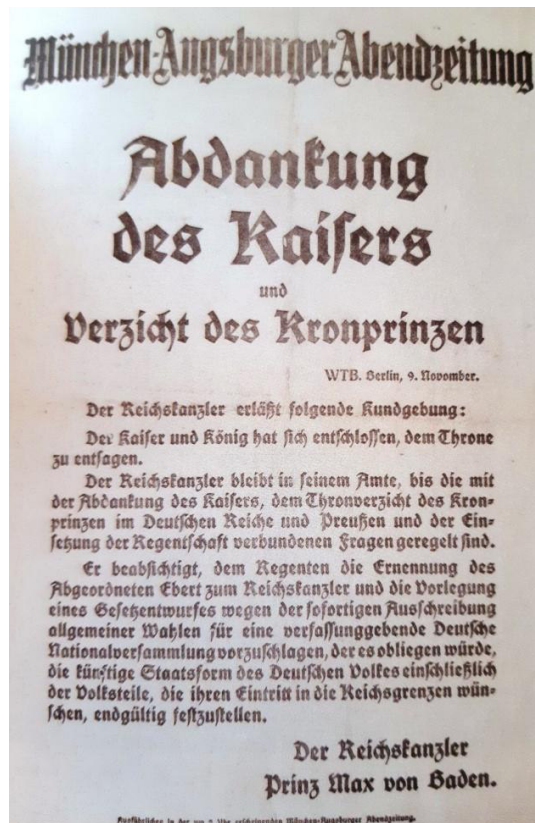 München-Augsburger Abendzeitung
Abdankung
des Kaisers
und
Verzicht des Kronprinzen
WTB. Berlin, 9. November.
Der Reichskanzler erläßt folgende Kundgebung:
Der Kaiser und König hat sich entschlossen, dem Throne
zu entsagen.
Der Reichskanzler bleibt in seinem Amte, bis die mit
der Abdankung des Kaisers, dem Thronverzicht des Kron-
prinzen im Deutschen Reiche und Preußen und der Ein-
setzung der Regentschaft verbundenen Fragen geregelt sind.
Er beabsichtigt, dem Regenten die Ernennung des
Abgeordneten Ebert zum Reichskanzler und die Vorlegung
eines Gesetzentwurfes wegen der sofortigen Ausschreibung
allgemeiner Wahlen für eine verfassunggebende Deutsche
Nationalversammlung vorzuschlagen, der es obliegen würde,
die künftige Staatsform des Deutschen Volkes einschließlich
der Volksteile, die ihren Eintritt in die Reichsgrenzen wün-
schen, endgültig festzustellen.
Der Reichskanzler
Prinz Max von Baden.
Ausführliches in der um Uhr erscheinenden München-Augsburger Abendzeitung.